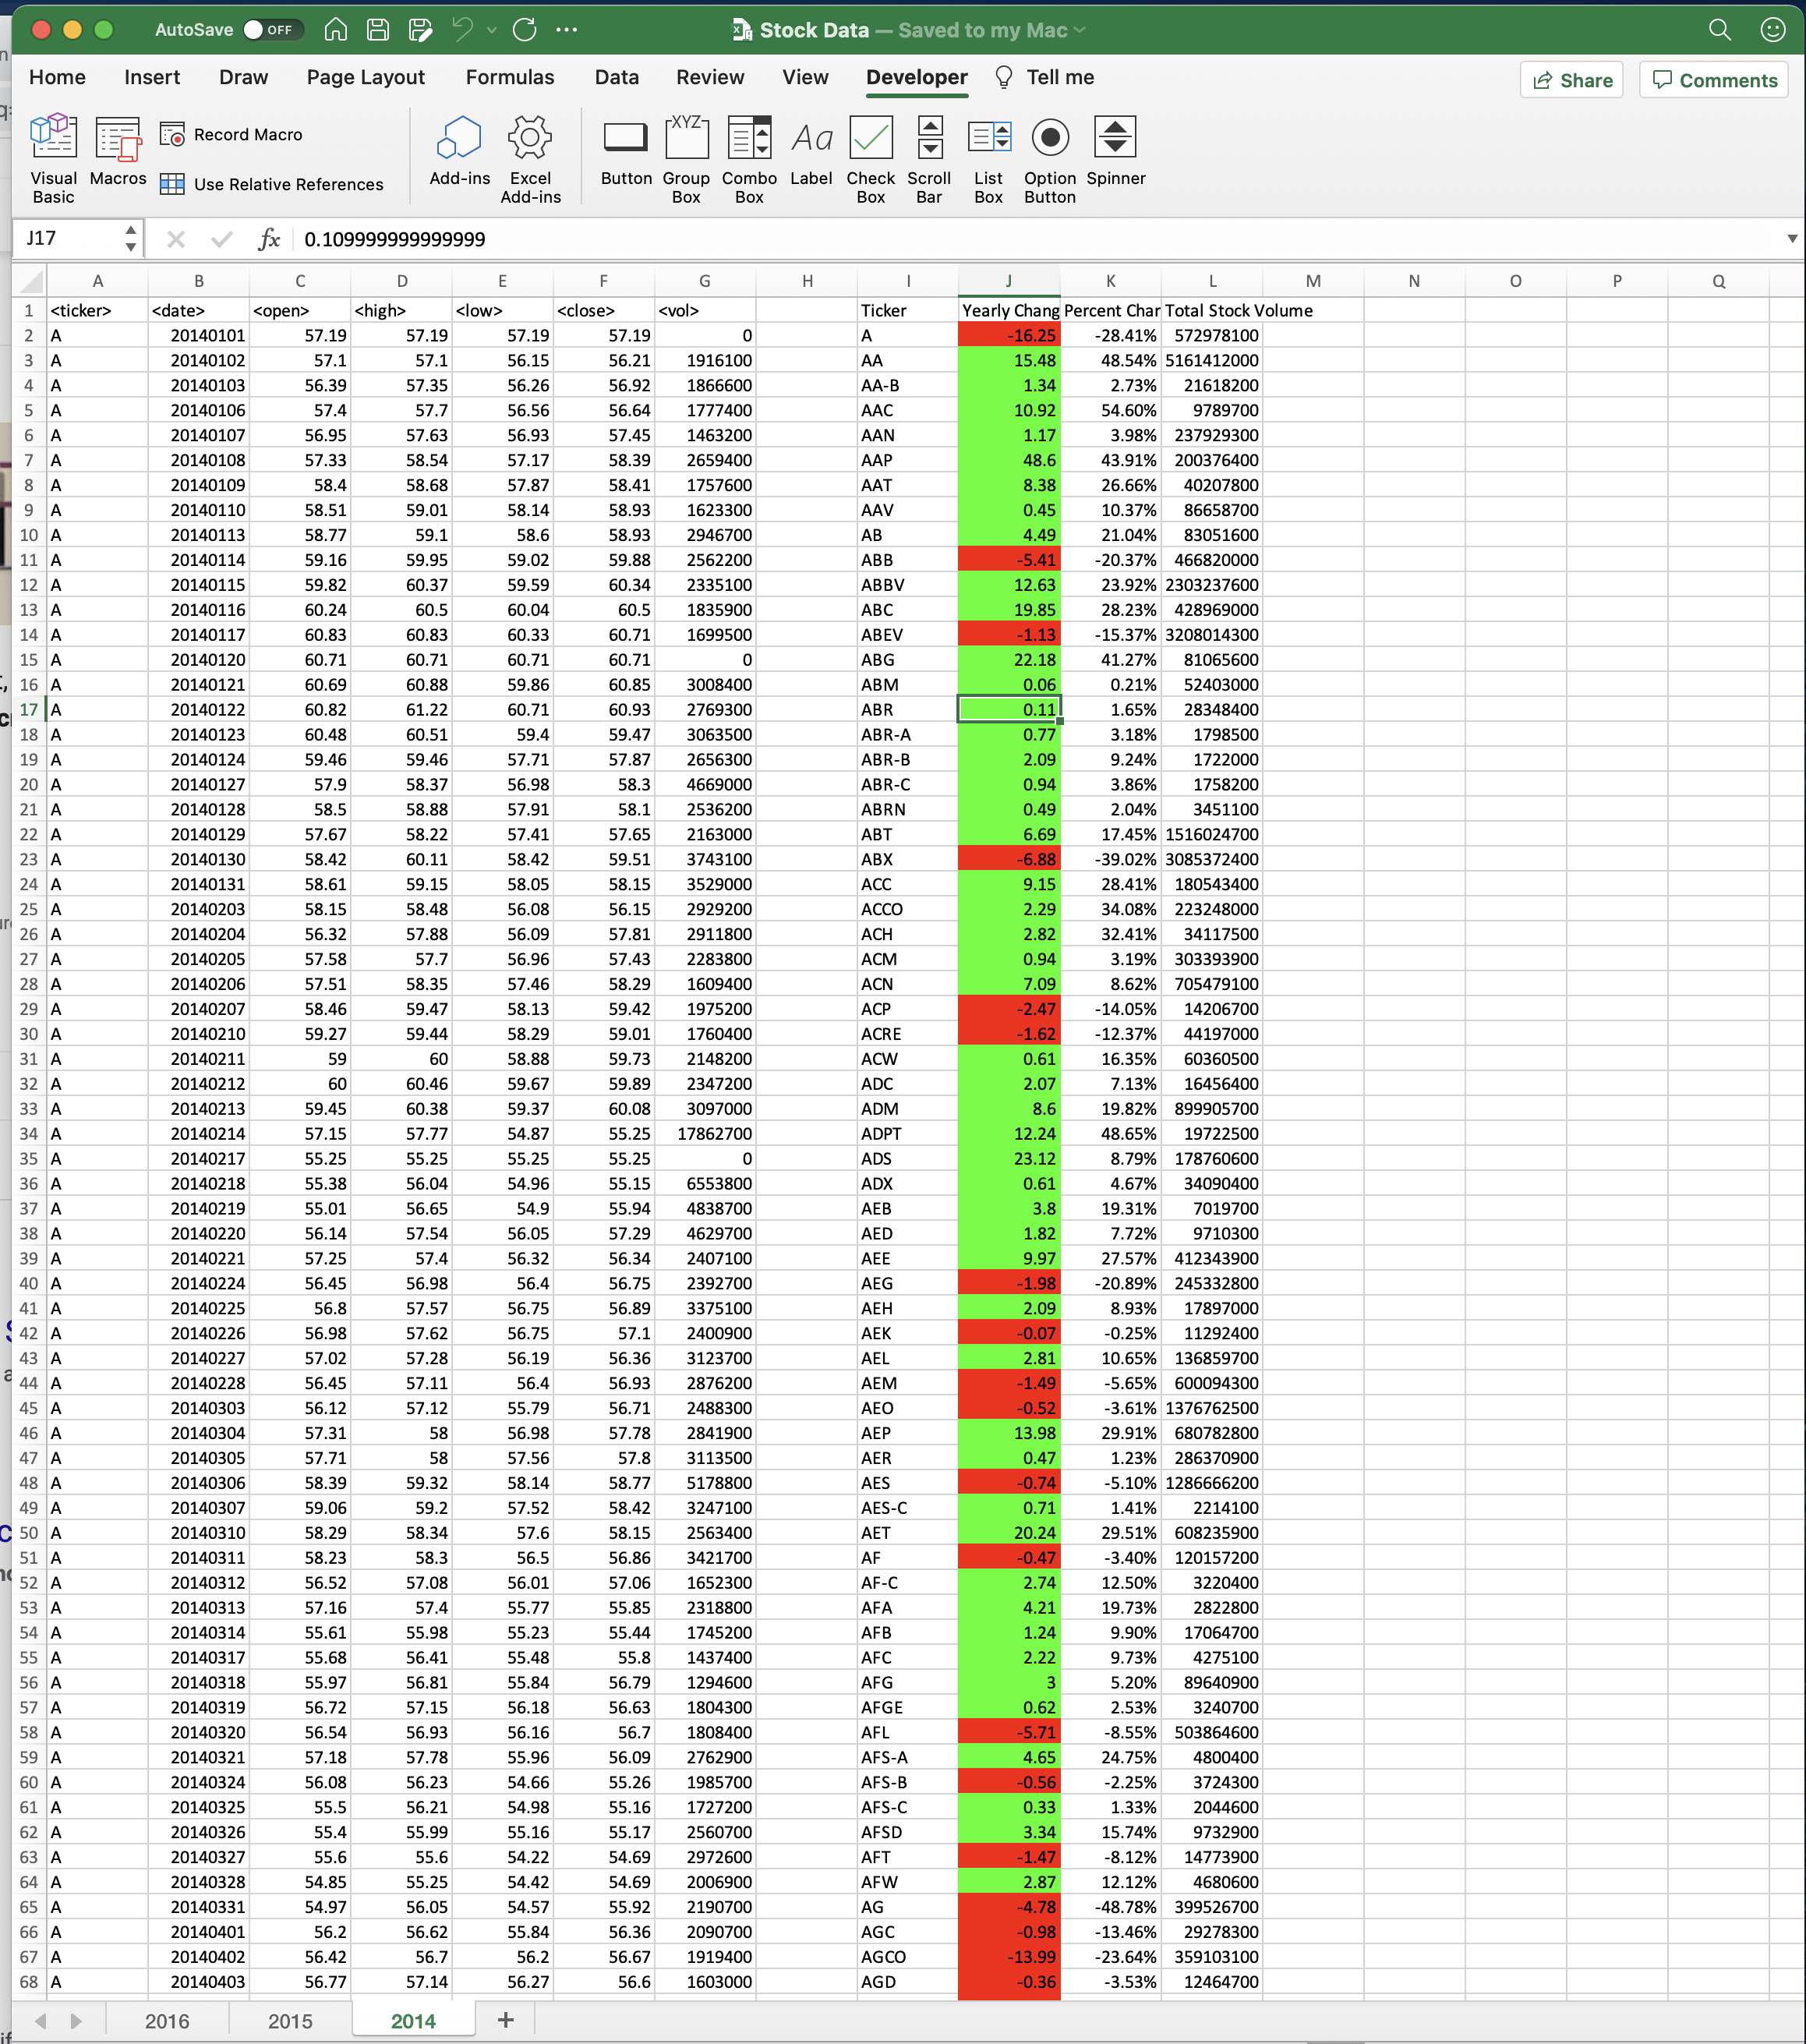 AutoSave OFF Stock Data — Saved to my Mac
Home Insert Draw Page Layout Formulas Data Review View Developer Tell me Share Comments
Visual Basic Macros Record Macro Use Relative References Add-ins Excel Add-ins Button Group Box Combo Box Label Check Box Scroll Bar List Box Option Button Spinner
J17 fx 0.109999999999999
A B C D E F G H I J K L M N O P Q
1 <ticker> <date> <open> <high> <low> <close> <vol> Ticker Yearly Chang Percent Char Total Stock Volume
2 A 20140101 57.19 57.19 57.19 57.19 0 A -16.25 -28.41% 572978100
3 A 20140102 57.1 57.1 56.15 56.21 1916100 AA 15.48 48.54% 5161412000
4 A 20140103 56.39 57.35 56.26 56.92 1866600 AA-B 1.34 2.73% 21618200
5 A 20140106 57.4 57.7 56.56 56.64 1777400 AAC 10.92 54.60% 9789700
6 A 20140107 56.95 57.63 56.93 57.45 1463200 AAN 1.17 3.98% 237929300
7 A 20140108 57.33 58.54 57.17 58.39 2659400 AAP 48.6 43.91% 200376400
8 A 20140109 58.4 58.68 57.87 58.41 1757600 AAT 8.38 26.66% 40207800
9 A 20140110 58.51 59.01 58.14 58.93 1623300 AAV 0.45 10.37% 86658700
10 A 20140113 58.77 59.1 58.6 58.93 2946700 AB 4.49 21.04% 83051600
11 A 20140114 59.16 59.95 59.02 59.88 2562200 ABB -5.41 -20.37% 466820000
12 A 20140115 59.82 60.37 59.59 60.34 2335100 ABBV 12.63 23.92% 2303237600
13 A 20140116 60.24 60.5 60.04 60.5 1835900 ABC 19.85 28.23% 428969000
14 A 20140117 60.83 60.83 60.33 60.71 1699500 ABEV -1.13 -15.37% 3208014300
15 A 20140120 60.71 60.71 60.71 60.71 0 ABG 22.18 41.27% 81065600
16 A 20140121 60.69 60.88 59.86 60.85 3008400 ABM 0.06 0.21% 52403000
17 A 20140122 60.82 61.22 60.71 60.93 2769300 ABR 0.11 1.65% 28348400
18 A 20140123 60.48 60.51 59.4 59.47 3063500 ABR-A 0.77 3.18% 1798500
19 A 20140124 59.46 59.46 57.71 57.87 2656300 ABR-B 2.09 9.24% 1722000
20 A 20140127 57.9 58.37 56.98 58.3 4669000 ABR-C 0.94 3.86% 1758200
21 A 20140128 58.5 58.88 57.91 58.1 2536200 ABRN 0.49 2.04% 3451100
22 A 20140129 57.67 58.22 57.41 57.65 2163000 ABT 6.69 17.45% 1516024700
23 A 20140130 58.42 60.11 58.42 59.51 3743100 ABX -6.88 -39.02% 3085372400
24 A 20140131 58.61 59.15 58.05 58.15 3529000 ACC 9.15 28.41% 180543400
25 A 20140203 58.15 58.48 56.08 56.15 2929200 ACCO 2.29 34.08% 223248000
26 A 20140204 56.32 57.88 56.09 57.81 2911800 ACH 2.82 32.41% 34117500
27 A 20140205 57.58 57.7 56.96 57.43 2283800 ACM 0.94 3.19% 303393900
28 A 20140206 57.51 58.35 57.46 58.29 1609400 ACN 7.09 8.62% 705479100
29 A 20140207 58.46 59.47 58.13 59.42 1975200 ACP -2.47 -14.05% 14206700
30 A 20140210 59.27 59.44 58.29 59.01 1760400 ACRE -1.62 -12.37% 44197000
31 A 20140211 59 60 58.88 59.73 2148200 ACW 0.61 16.35% 60360500
32 A 20140212 60 60.46 59.67 59.89 2347200 ADC 2.07 7.13% 16456400
33 A 20140213 59.45 60.38 59.37 60.08 3097000 ADM 8.6 19.82% 899905700
34 A 20140214 57.15 57.77 54.87 55.25 17862700 ADPT 12.24 48.65% 19722500
35 A 20140217 55.25 55.25 55.25 55.25 0 ADS 23.12 8.79% 178760600
36 A 20140218 55.38 56.04 54.96 55.15 6553800 ADX 0.61 4.67% 34090400
37 A 20140219 55.01 56.65 54.9 55.94 4838700 AEB 3.8 19.31% 7019700
38 A 20140220 56.14 57.54 56.05 57.29 4629700 AED 1.82 7.72% 9710300
39 A 20140221 57.25 57.4 56.32 56.34 2407100 AEE 9.97 27.57% 412343900
40 A 20140224 56.45 56.98 56.4 56.75 2392700 AEG -1.98 -20.89% 245332800
41 A 20140225 56.8 57.57 56.75 56.89 3375100 AEH 2.09 8.93% 17897000
42 A 20140226 56.98 57.62 56.75 57.1 2400900 AEK -0.07 -0.25% 11292400
43 A 20140227 57.02 57.28 56.19 56.36 3123700 AEL 2.81 10.65% 136859700
44 A 20140228 56.45 57.11 56.4 56.93 2876200 AEM -1.49 -5.65% 600094300
45 A 20140303 56.12 57.12 55.79 56.71 2488300 AEO -0.52 -3.61% 1376762500
46 A 20140304 57.31 58 56.98 57.78 2841900 AEP 13.98 29.91% 680782800
47 A 20140305 57.71 58 57.56 57.8 3113500 AER 0.47 1.23% 286370900
48 A 20140306 58.39 59.32 58.14 58.77 5178800 AES -0.74 -5.10% 1286666200
49 A 20140307 59.06 59.2 57.52 58.42 3247100 AES-C 0.71 1.41% 2214100
50 A 20140310 58.29 58.34 57.6 58.15 2563400 AET 20.24 29.51% 608235900
51 A 20140311 58.23 58.3 56.5 56.86 3421700 AF -0.47 -3.40% 120157200
52 A 20140312 56.52 57.08 56.01 57.06 1652300 AF-C 2.74 12.50% 3220400
53 A 20140313 57.16 57.4 55.77 55.85 2318800 AFA 4.21 19.73% 2822800
54 A 20140314 55.61 55.98 55.23 55.44 1745200 AFB 1.24 9.90% 17064700
55 A 20140317 55.68 56.41 55.48 55.8 1437400 AFC 2.22 9.73% 4275100
56 A 20140318 55.97 56.81 55.84 56.79 1294600 AFG 3 5.20% 89640900
57 A 20140319 56.72 57.15 56.18 56.63 1804300 AFGE 0.62 2.53% 3240700
58 A 20140320 56.54 56.93 56.16 56.7 1808400 AFL -5.71 -8.55% 503864600
59 A 20140321 57.18 57.78 55.96 56.09 2762900 AFS-A 4.65 24.75% 4800400
60 A 20140324 56.08 56.23 54.66 55.26 1985700 AFS-B -0.56 -2.25% 3724300
61 A 20140325 55.5 56.21 54.98 55.16 1727200 AFS-C 0.33 1.33% 2044600
62 A 20140326 55.4 55.99 55.16 55.17 2560700 AFSD 3.34 15.74% 9732900
63 A 20140327 55.6 55.6 54.22 54.69 2972600 AFT -1.47 -8.12% 14773900
64 A 20140328 54.85 55.25 54.42 54.69 2006900 AFW 2.87 12.12% 4680600
65 A 20140331 54.97 56.05 54.57 55.92 2190700 AG -4.78 -48.78% 399526700
66 A 20140401 56.2 56.62 55.84 56.36 2090700 AGC -0.98 -13.46% 29278300
67 A 20140402 56.42 56.7 56.2 56.67 1919400 AGCO -13.99 -23.64% 359103100
68 A 20140403 56.77 57.14 56.27 56.6 1603000 AGD -0.36 -3.53% 12464700
2016 2015 2014 +